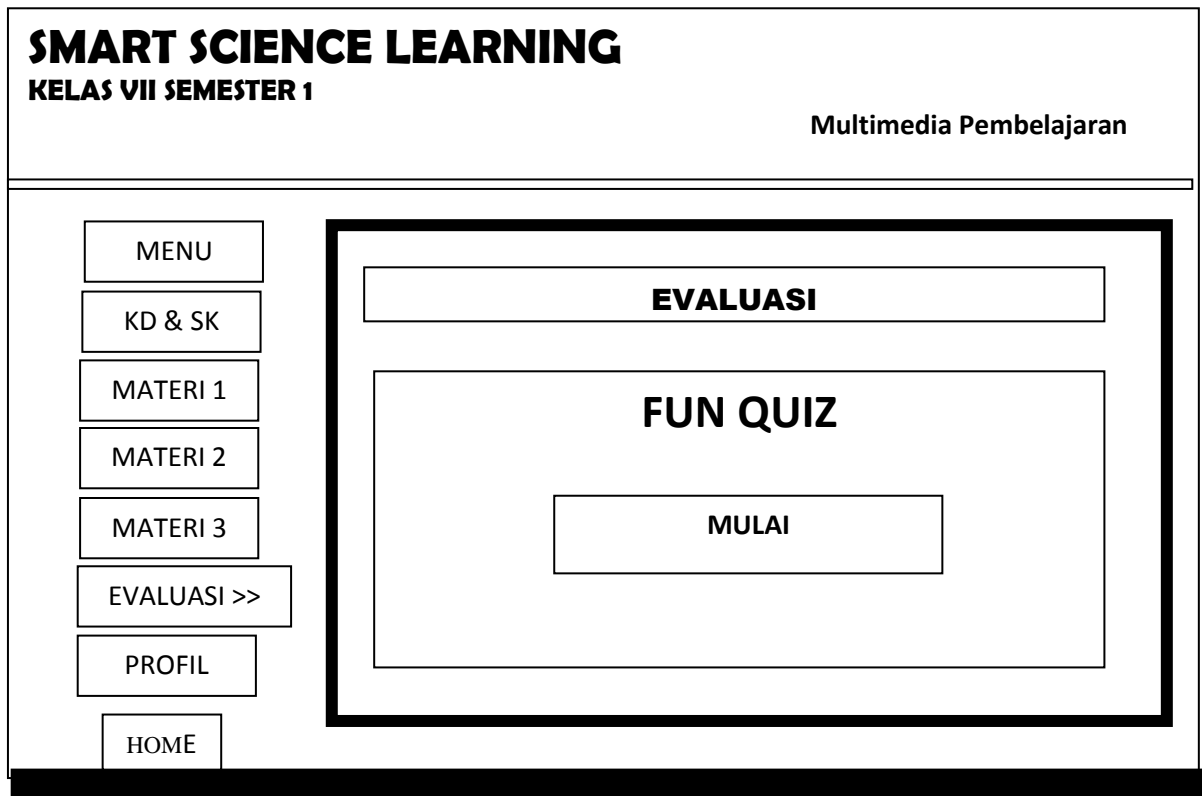 SMART SCIENCE LEARNING
KELAS VII SEMESTER 1
Multimedia Pembelajaran
MENU
KD & SK
MATERI 1
MATERI 2
MATERI 3
EVALUASI >>
PROFIL
HOME
EVALUASI
FUN QUIZ
MULAI